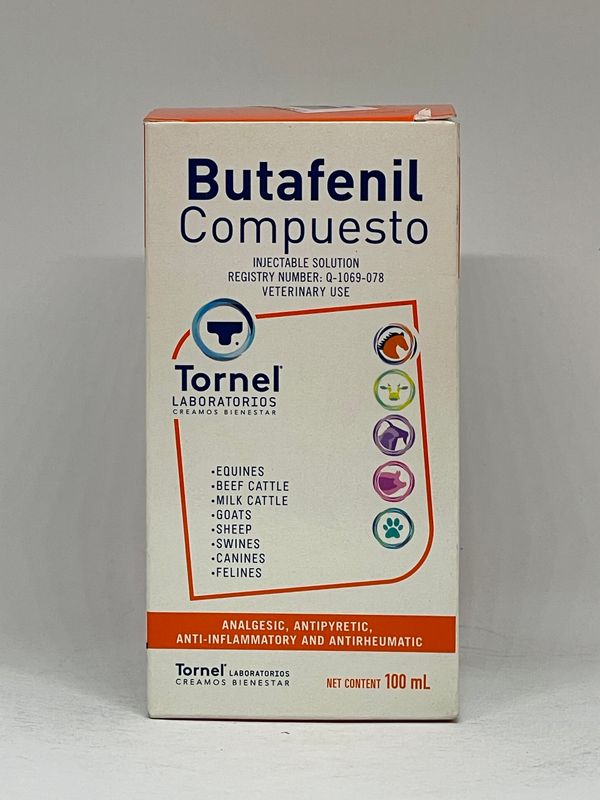 Butafenil
Compuesto
INJECTABLE SOLUTION
REGISTRY NUMBER: Q-1069-078
VETERINARY USE
Tornel®
LABORATORIOS
CREAMOS BIENESTAR
•EQUINES
•BEEF CATTLE
•MILK CATTLE
•GOATS
•SHEEP
•SWINES
•CANINES
•FELINES
ANALGESIC, ANTIPYRETIC,
ANTI-INFLAMMATORY AND ANTIRHEUMATIC
Tornel® LABORATORIOS
CREAMOS BIENESTAR
NET CONTENT 100 mL